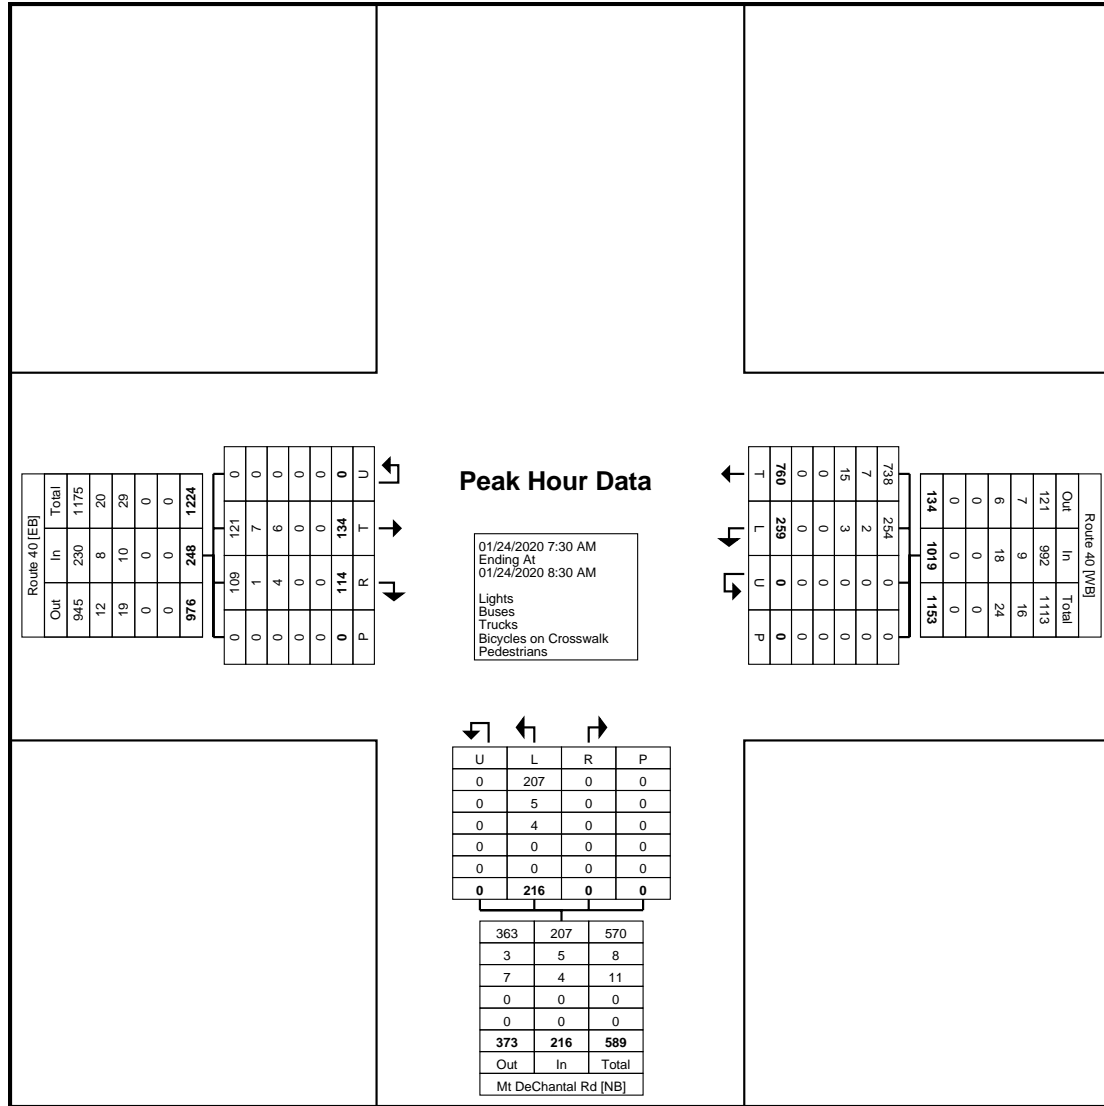 Peak Hour Data
01/24/2020 7:30 AM
Ending At
01/24/2020 8:30 AM
Lights
Buses
Trucks
Bicycles on Crosswalk
Pedestrians
Route 40 [EB]
Out In Total
945 230 1175
12 8 20
19 10 29
0 0 0
0 0 0
976 248 1224
U T R P
0 134 114 0
0 0 0 0
0 0 0 0
0 6 4 0
0 7 1 0
0 121 109 0
Route 40 [WB]
Out In Total
121 992 1113
7 9 16
6 18 24
0 0 0
0 0 0
134 1019 1153
738 254 0 0
7 2 0 0
15 3 0 0
0 0 0 0
0 0 0 0
760 259 0 0
T L U P
U L R P
0 207 0 0
0 5 0 0
0 4 0 0
0 0 0 0
0 0 0 0
0 216 0 0
363 207 570
3 5 8
7 4 11
0 0 0
0 0 0
373 216 589
Out In Total
Mt DeChantal Rd [NB]